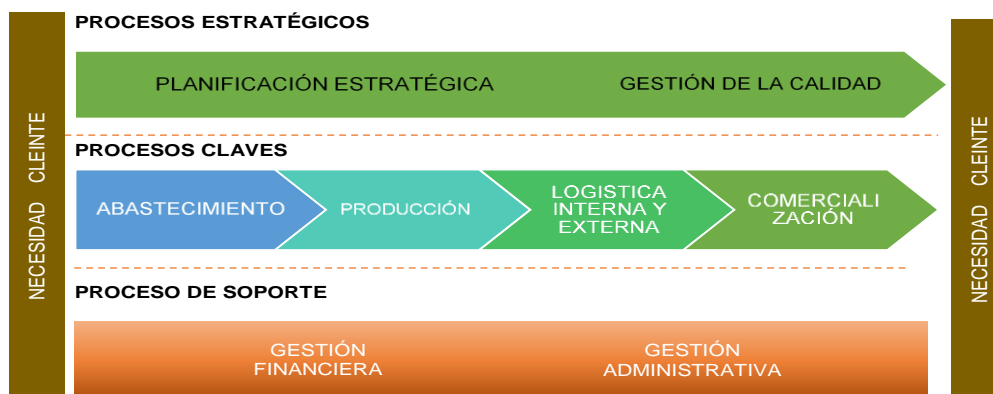 NECESIDAD CLEINTE
PROCESOS ESTRATÉGICOS
PLANIFICACIÓN ESTRATÉGICA
GESTIÓN DE LA CALIDAD
PROCESOS CLAVES
ABASTECIMIENTO
PRODUCCIÓN
LOGISTICA
INTERNA Y
EXTERNA
COMERCIALI
ZACIÓN
PROCESO DE SOPORTE
GESTIÓN
FINANCIERA
GESTIÓN
ADMINISTRATIVA
NECESIDAD CLEINTE